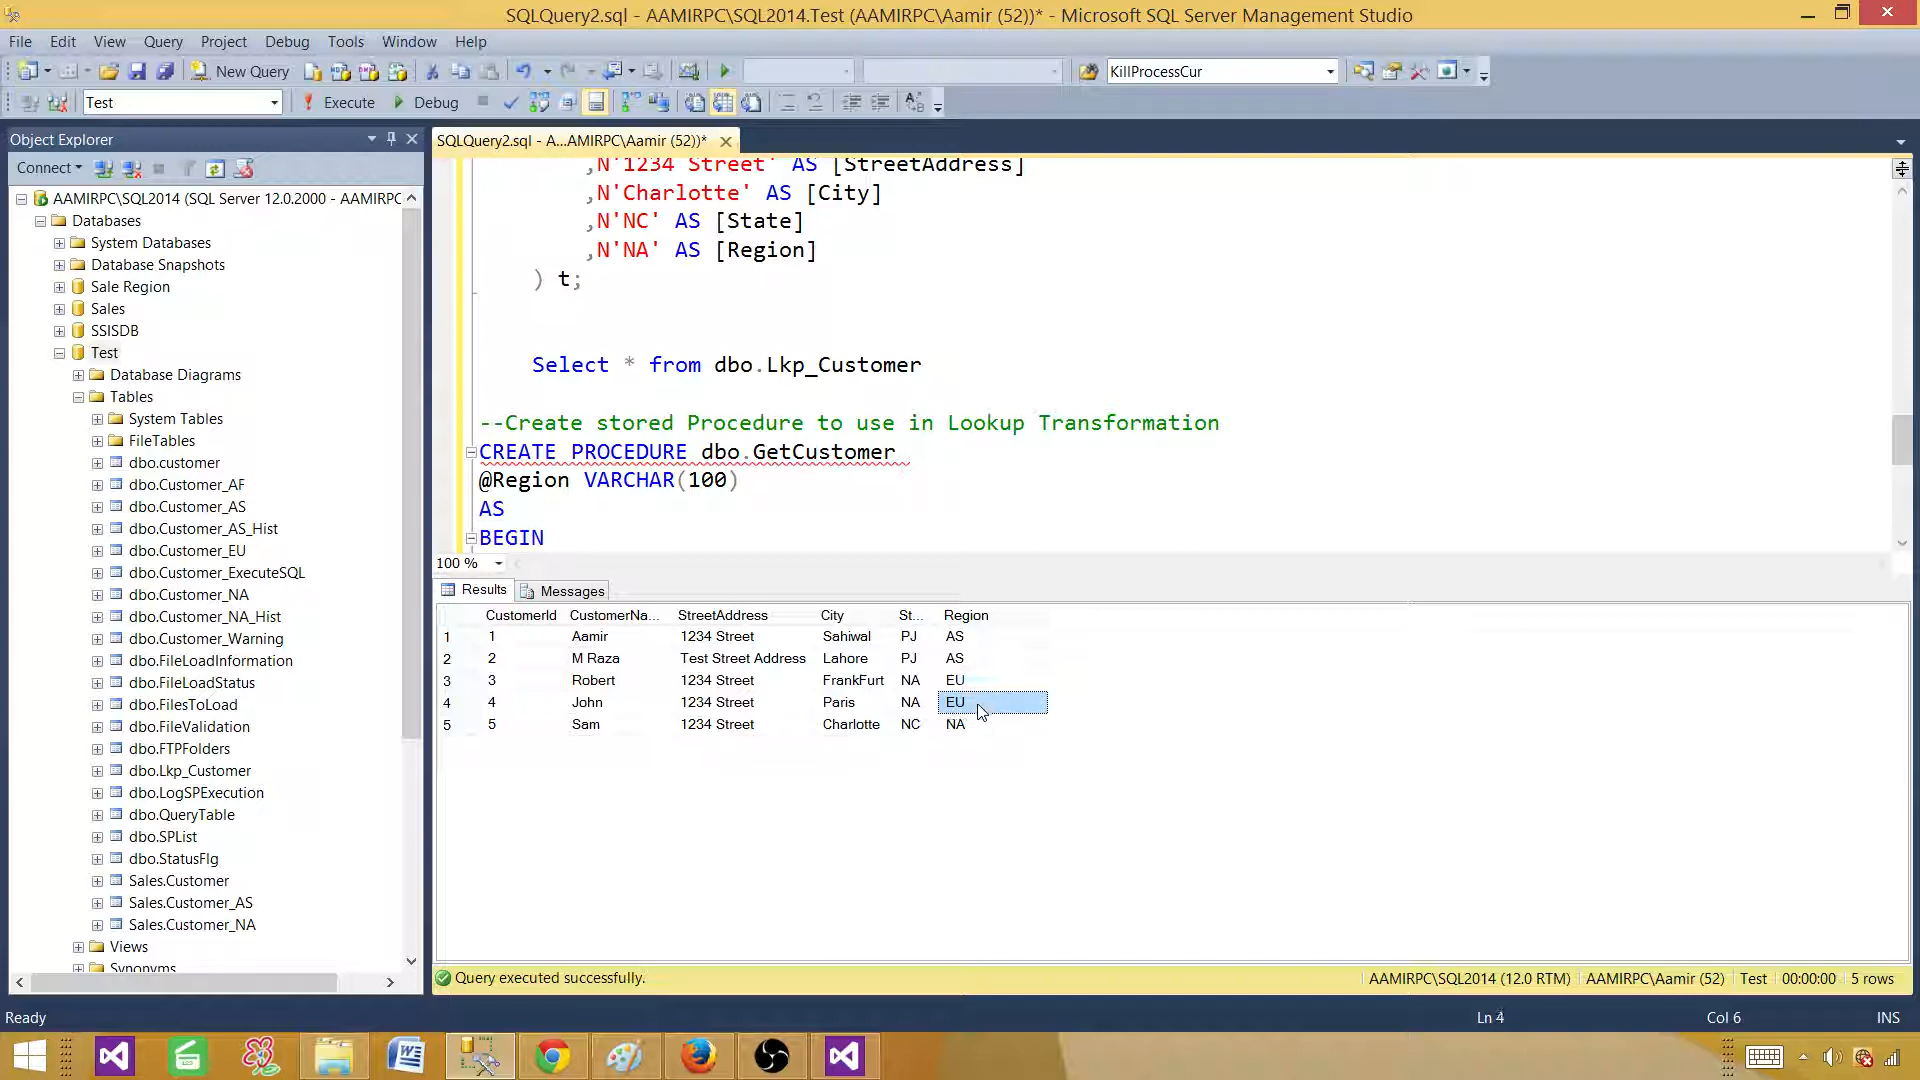 SQLQuery2.sql - AAMIRPC\SQL2014.Test (AAMIRPC\Aamir (52))* - Microsoft SQL Server Management Studio
File Edit View Query Project Debug Tools Window Help
New Query KillProcessCur
Test Execute Debug
Object Explorer
Connect
AAMIRPC\SQL2014 (SQL Server 12.0.2000 - AAMIRPC
Databases
System Databases
Database Snapshots
Sale Region
Sales
SSISDB
Test
Database Diagrams
Tables
System Tables
FileTables
dbo.customer
dbo.Customer_AF
dbo.Customer_AS
dbo.Customer_AS_Hist
dbo.Customer_EU
dbo.Customer_ExecuteSQL
dbo.Customer_NA
dbo.Customer_NA_Hist
dbo.Customer_Warning
dbo.FileLoadInformation
dbo.FileLoadStatus
dbo.FilesToLoad
dbo.FileValidation
dbo.FTPFolders
dbo.Lkp_Customer
dbo.LogSPExecution
dbo.QueryTable
dbo.SPList
dbo.StatusFlg
Sales.Customer
Sales.Customer_AS
Sales.Customer_NA
Views
Synonyms
SQLQuery2.sql - A...AMIRPC\Aamir (52))*
,N'1234 Street' AS [StreetAddress]
,N'Charlotte' AS [City]
,N'NC' AS [State]
,N'NA' AS [Region]
) t;
Select * from dbo.Lkp_Customer
--Create stored Procedure to use in Lookup Transformation
CREATE PROCEDURE dbo.GetCustomer
@Region VARCHAR(100)
AS
BEGIN
100 %
Results Messages
CustomerId CustomerNa... StreetAddress City St... Region
1 1 Aamir 1234 Street Sahiwal PJ AS
2 2 M Raza Test Street Address Lahore PJ AS
3 3 Robert 1234 Street FrankFurt NA EU
4 4 John 1234 Street Paris NA EU
5 5 Sam 1234 Street Charlotte NC NA
Query executed successfully. AAMIRPC\SQL2014 (12.0 RTM) AAMIRPC\Aamir (52) Test 00:00:00 5 rows
Ready Ln 4 Col 6 INS